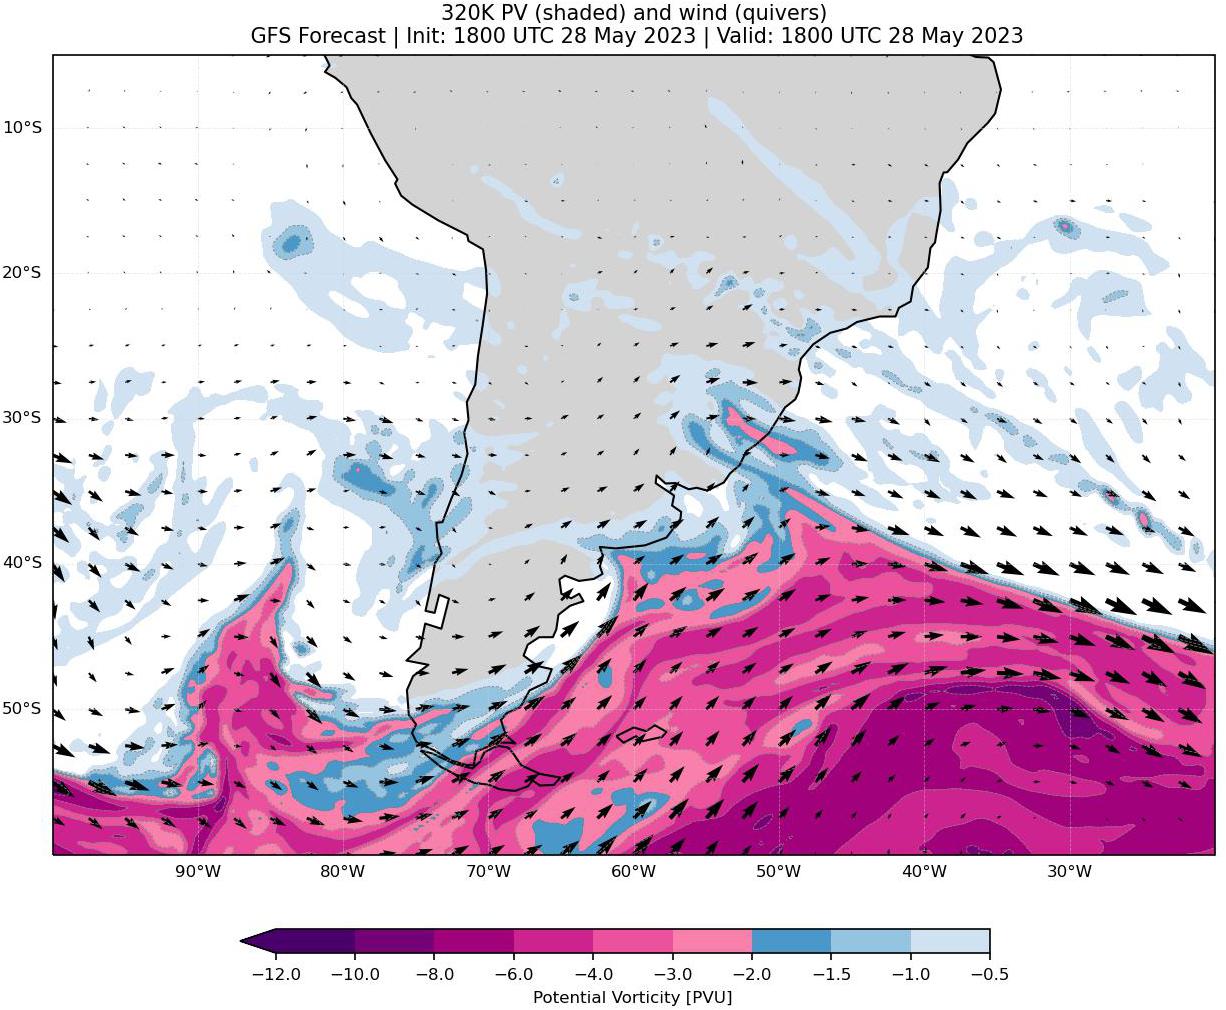 320K PV (shaded) and wind (quivers)
GFS Forecast | Init: 1800 UTC 28 May 2023 | Valid: 1800 UTC 28 May 2023
10°S
20°S
30°S
40°S
50°S
90°W 80°W 70°W 60°W 50°W 40°W 30°W
−12.0 −10.0 −8.0 −6.0 −4.0 −3.0 −2.0 −1.5 −1.0 −0.5
Potential Vorticity [PVU]